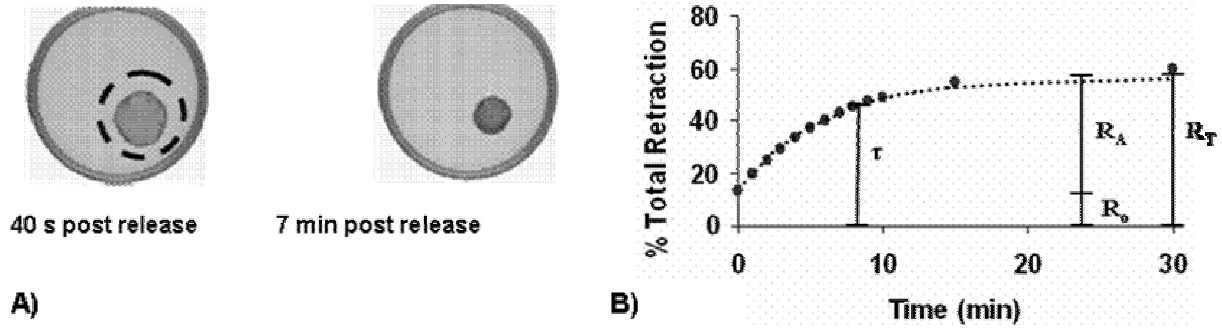 40 s post release
7 min post release
A)
% Total Retraction
80
60
40
20
0
τ
R_A
R_T
R_o
0
10
20
30
Time (min)
B)